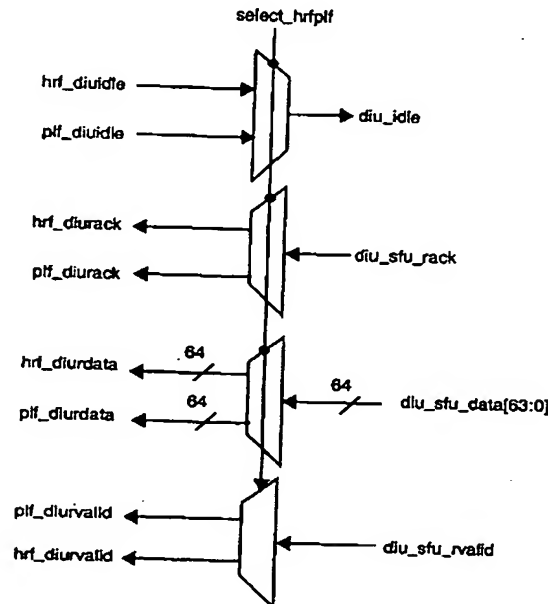 select_hrfplf
hrf_diuidle
plf_diuidle
diu_idle
hrf_diurack
plf_diurack
diu_sfu_rack
hrf_diurdata
64
plf_diurdata
64
64
diu_sfu_data[63:0]
plf_diurvalid
hrf_diurvalid
diu_sfu_rvalid